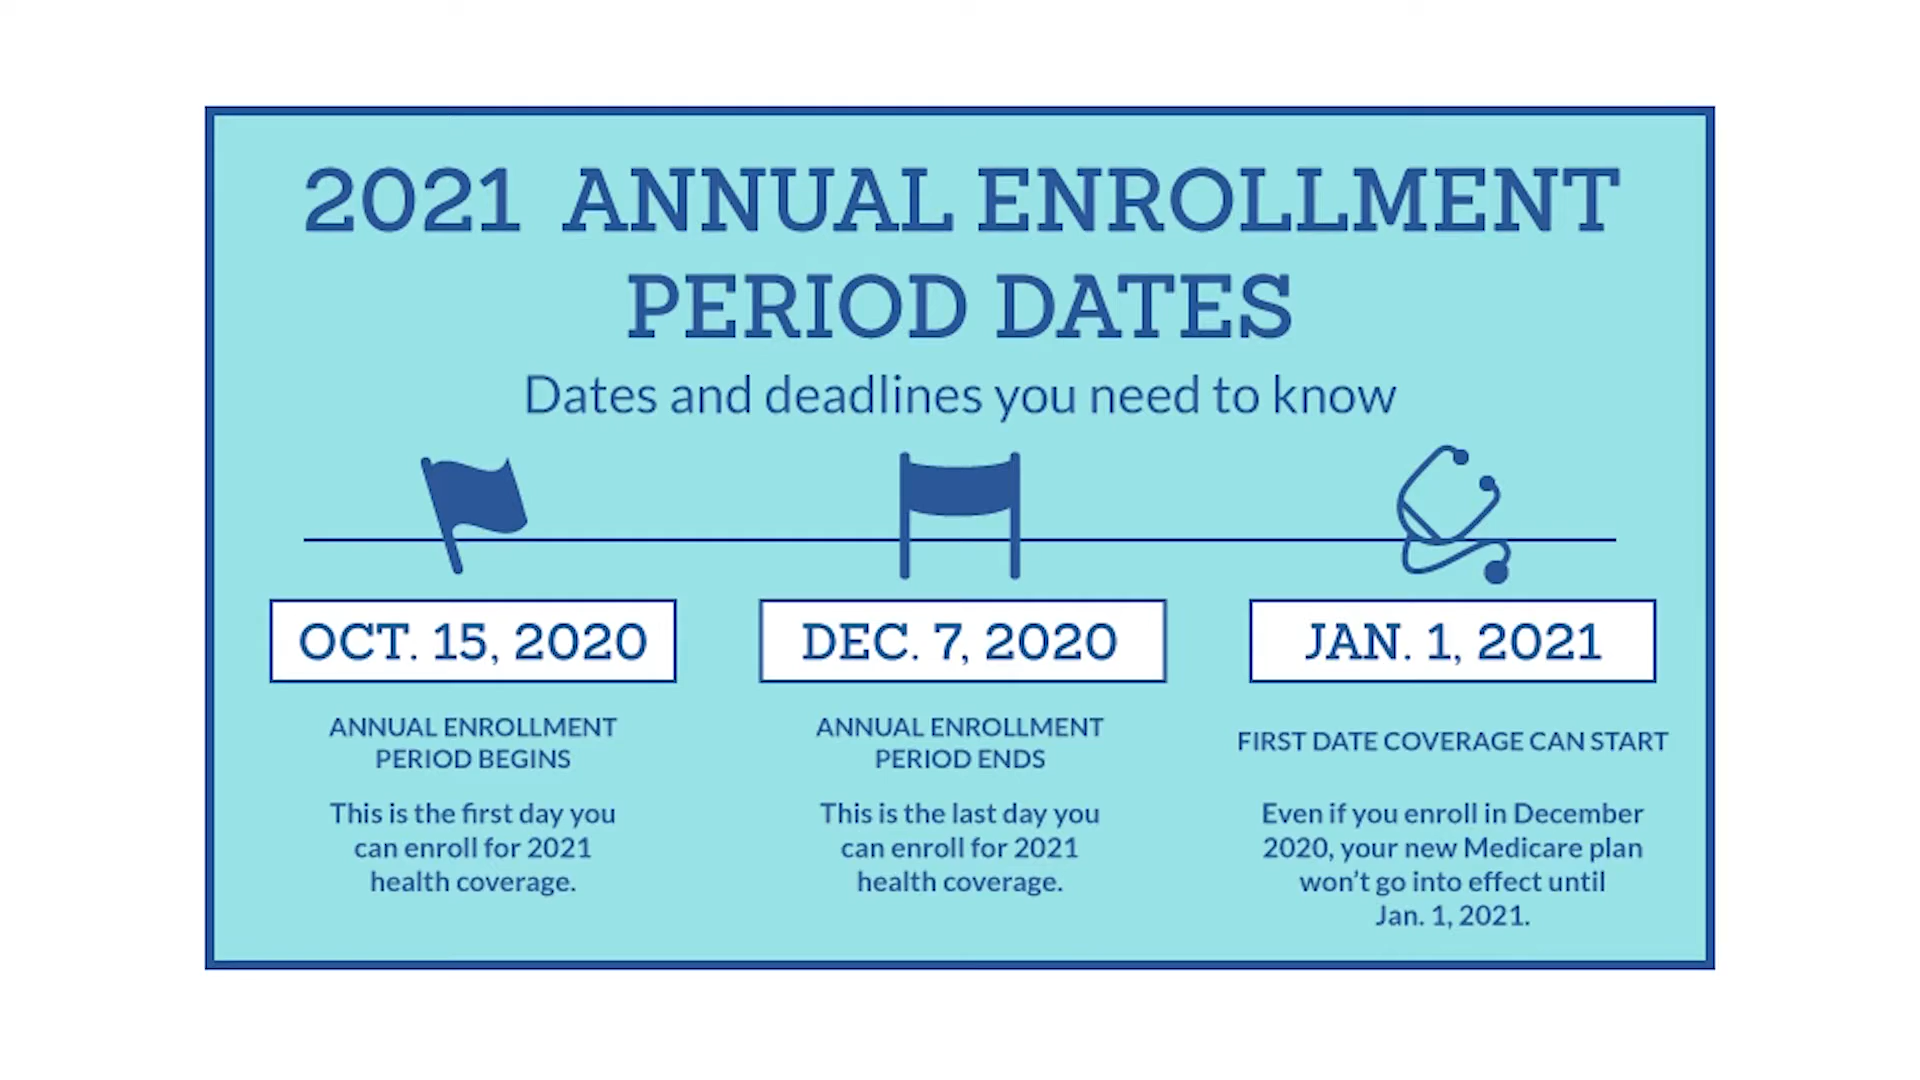 2021 ANNUAL ENROLLMENT
PERIOD DATES
Dates and deadlines you need to know
OCT. 15, 2020
ANNUAL ENROLLMENT
PERIOD BEGINS
This is the first day you
can enroll for 2021
health coverage.
DEC. 7, 2020
ANNUAL ENROLLMENT
PERIOD ENDS
This is the last day you
can enroll for 2021
health coverage.
JAN. 1, 2021
FIRST DATE COVERAGE CAN START
Even if you enroll in December
2020, your new Medicare plan
won't go into effect until
Jan. 1, 2021.